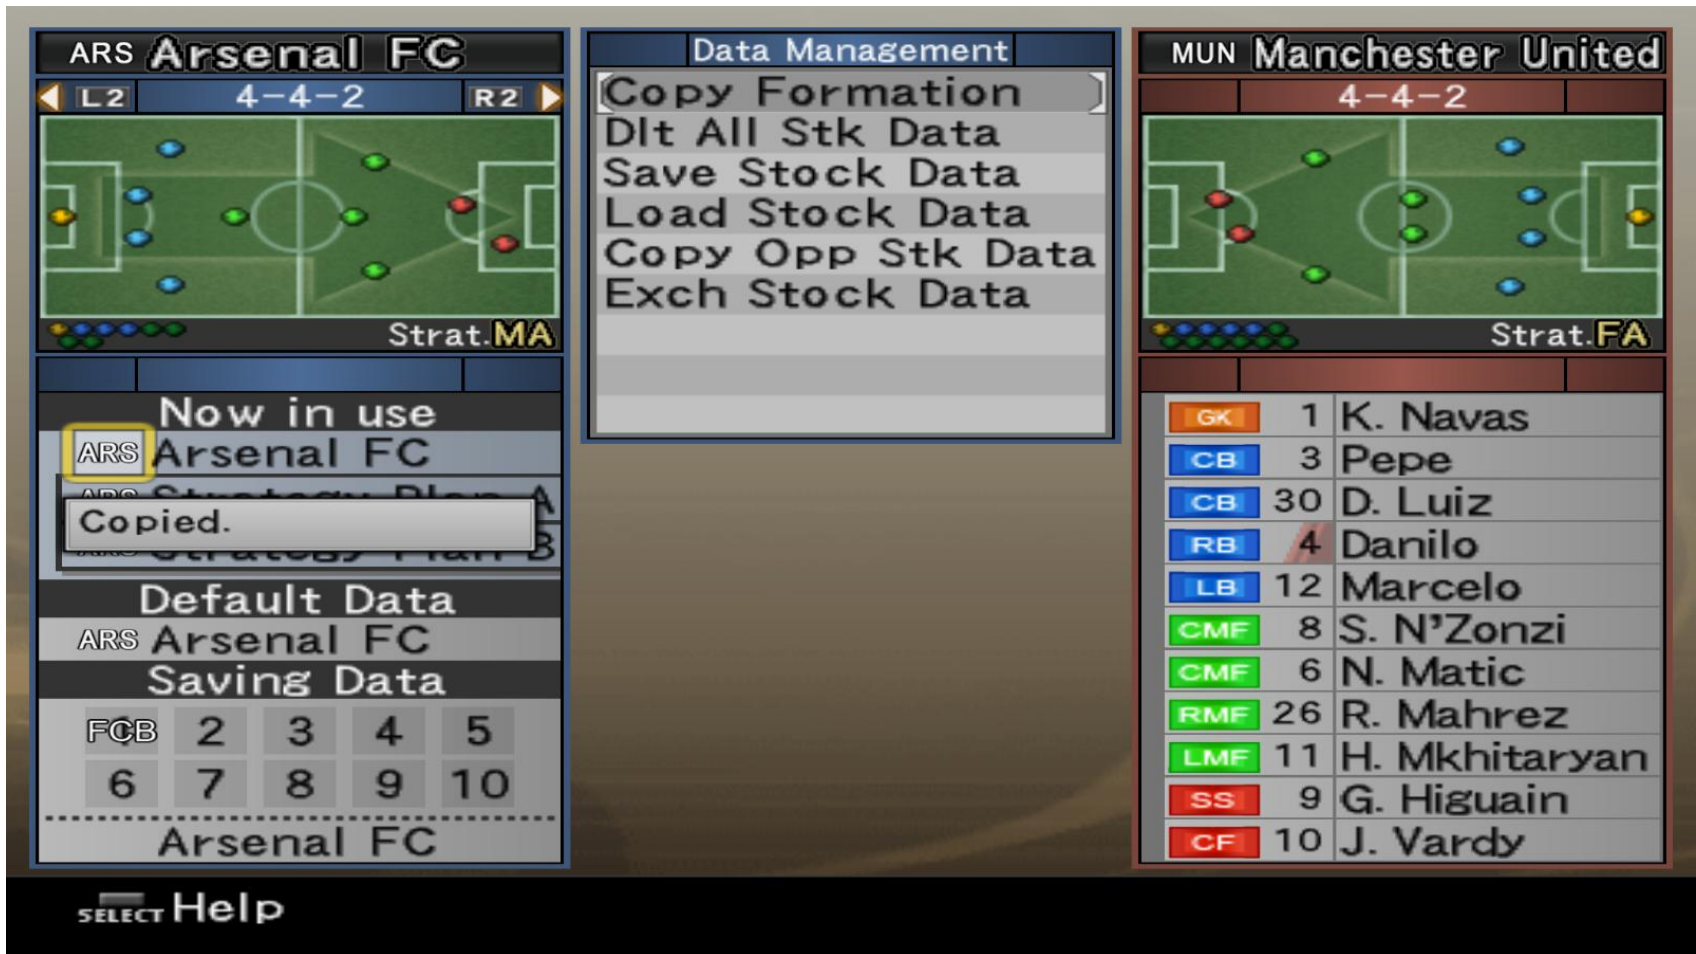 ARS Arsenal FC
L2 4-4-2 R2
Strat.MA
Now in use
ARS Arsenal FC
ARS Strategy Plan A
Copied.
Strategy Plan B
Default Data
ARS Arsenal FC
Saving Data
FCB 2 3 4 5
6 7 8 9 10
Arsenal FC
Data Management
Copy Formation
Dlt All Stk Data
Save Stock Data
Load Stock Data
Copy Opp Stk Data
Exch Stock Data
MUN Manchester United
4-4-2
Strat.FA
GK 1 K. Navas
CB 3 Pepe
CB 30 D. Luiz
RB 4 Danilo
LB 12 Marcelo
CMF 8 S. N'Zonzi
CMF 6 N. Matic
RMF 26 R. Mahrez
LMF 11 H. Mkhitaryan
SS 9 G. Higuain
CF 10 J. Vardy
SELECT Help